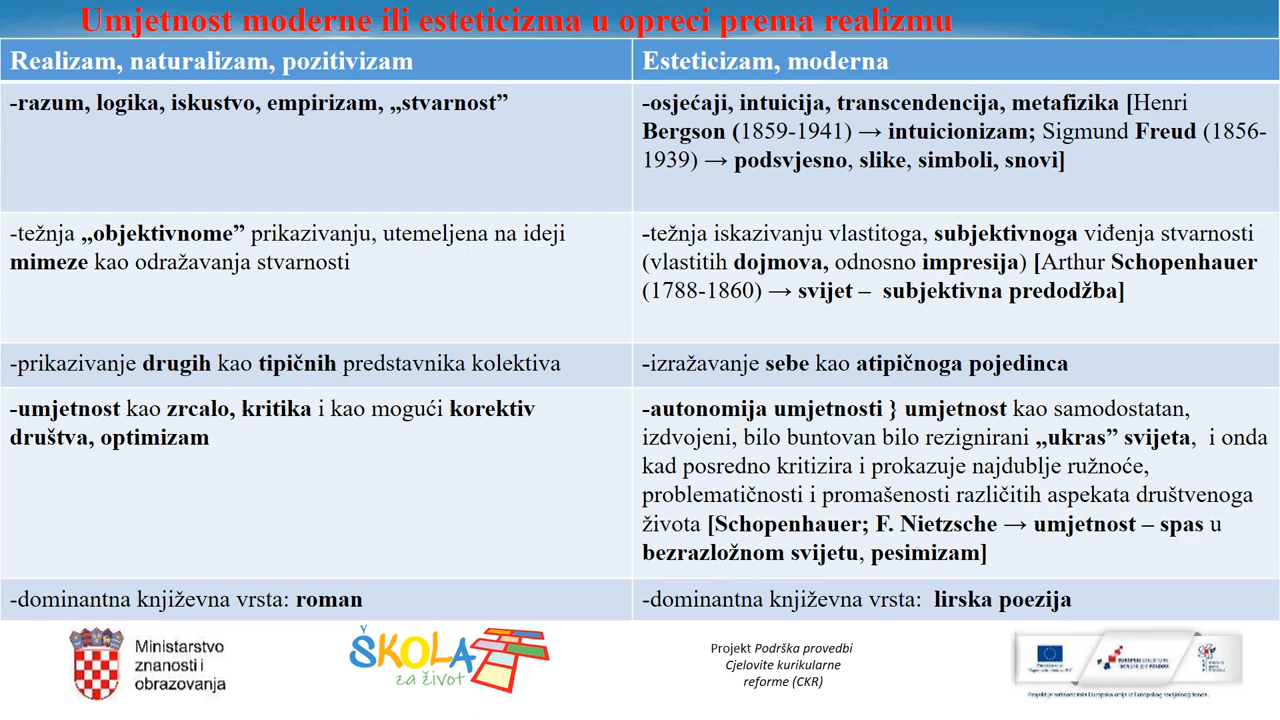 Umjetnost moderne ili esteticizma u opreci prema realizmu
Realizam, naturalizam, pozitivizam
Esteticizam, moderna
-razum, logika, iskustvo, empirizam, „stvarnost”
-osjećaji, intuicija, transcendencija, metafizika [Henri
Bergson (1859-1941) → intuicionizam; Sigmund Freud (1856-
1939) → podsvjesno, slike, simboli, snovi]
-težnja „objektivnome” prikazivanju, utemeljena na ideji
mimeze kao odražavanja stvarnosti
-težnja iskazivanju vlastitoga, subjektivnoga viđenja stvarnosti
(vlastitih dojmova, odnosno impresija) [Arthur Schopenhauer
(1788-1860) → svijet – subjektivna predodžba]
-prikazivanje drugih kao tipičnih predstavnika kolektiva
-izražavanje sebe kao atipičnoga pojedinca
-umjetnost kao zrcalo, kritika i kao mogući korektiv
društva, optimizam
-autonomija umjetnosti } umjetnost kao samodostatan,
izdvojeni, bilo buntovan bilo rezignirani „ukras” svijeta, i onda
kad posredno kritizira i prokazuje najdublje ružnoće,
problematičnosti i promašenosti različitih aspekata društvenoga
života [Schopenhauer; F. Nietzsche → umjetnost – spas u
bezrazložnom svijetu, pesimizam]
-dominantna književna vrsta: roman
-dominantna književna vrsta: lirska poezija
Ministarstvo
znanosti i
obrazovanja
ŠKOLA
za život
Projekt Podrška provedbi
Cjelovite kurikularne
reforme (CKR)